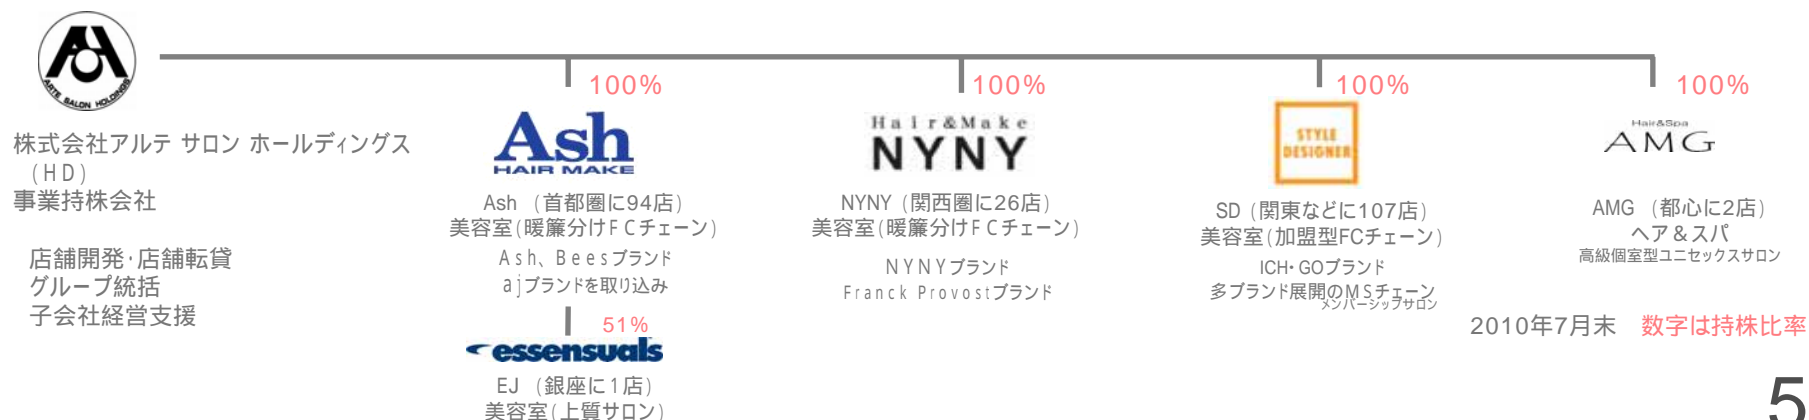 ARTE SALON HOLDINGS
株式会社アルテ サロン ホールディングス
(HD)
事業持株会社
店舗開発・店舗転貸
グループ統括
子会社経営支援
100%
Ash
HAIR MAKE
Ash (首都圏に94店)
美容室(暖簾分けFCチェーン)
Ash、Beesブランド
ajブランドを取り込み
51%
essensuals
EJ (銀座に1店)
美容室(上質サロン)
100%
Hair&Make
NYNY
NYNY (関西圏に26店)
美容室(暖簾分けFCチェーン)
NYNYブランド
Franck Provostブランド
100%
STYLE
DESIGNER
SD (関東などに107店)
美容室(加盟型FCチェーン)
ICH・GOブランド
多ブランド展開のMSチェーン
メンバーシップサロン
100%
Hair&Spa
AMG
AMG (都心に2店)
ヘア&スパ
高級個室型ユニセックスサロン
2010年7月末 数字は持株比率
5